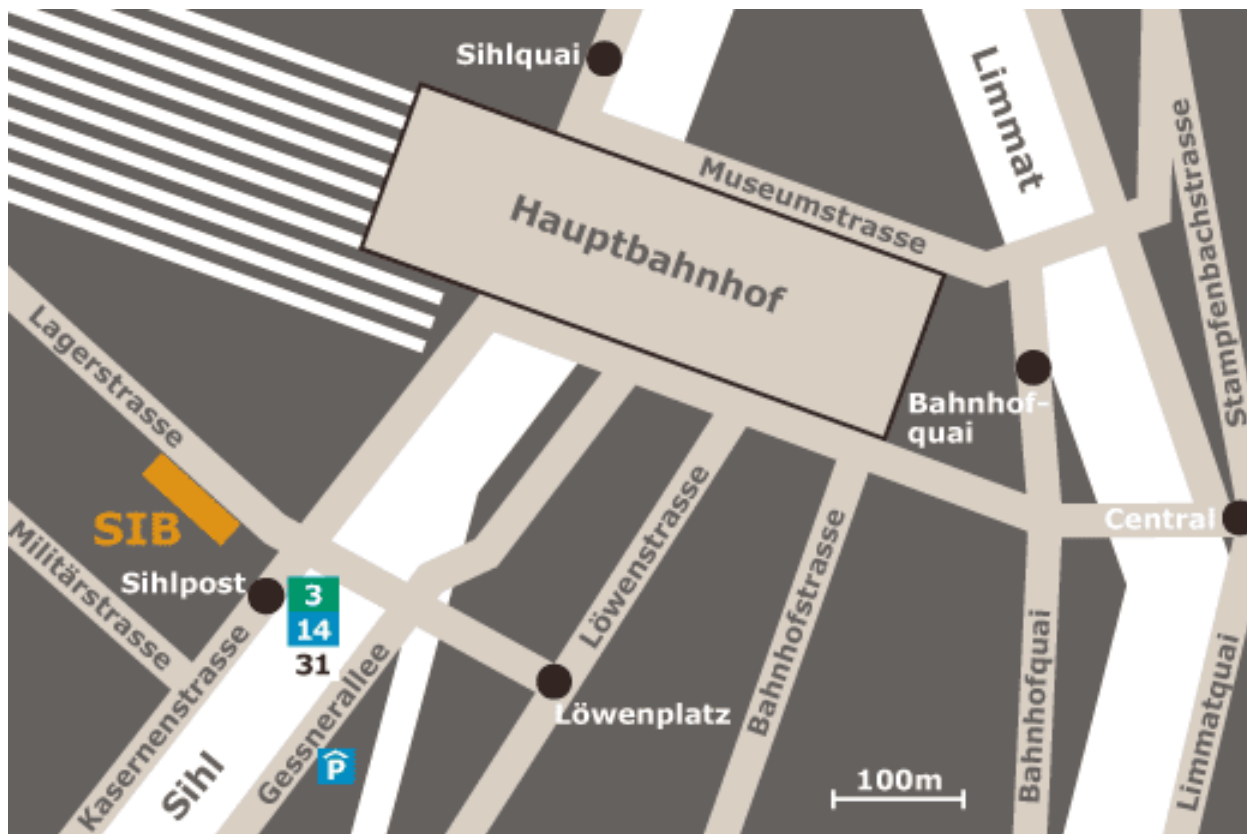 Sihlquai
Limmat
Museumstrasse
Stampfenbachstrasse
Hauptbahnhof
Lagerstrasse
Bahnhof-
quai
SIB
Militärstrasse
Central
Sihlpost
3
14
31
Löwenstrasse
Bahnhofstrasse
Kasernenstrasse
Gessnerallee
Löwenplatz
Bahnhofquai
Limmatquai
Sihl
P
100m